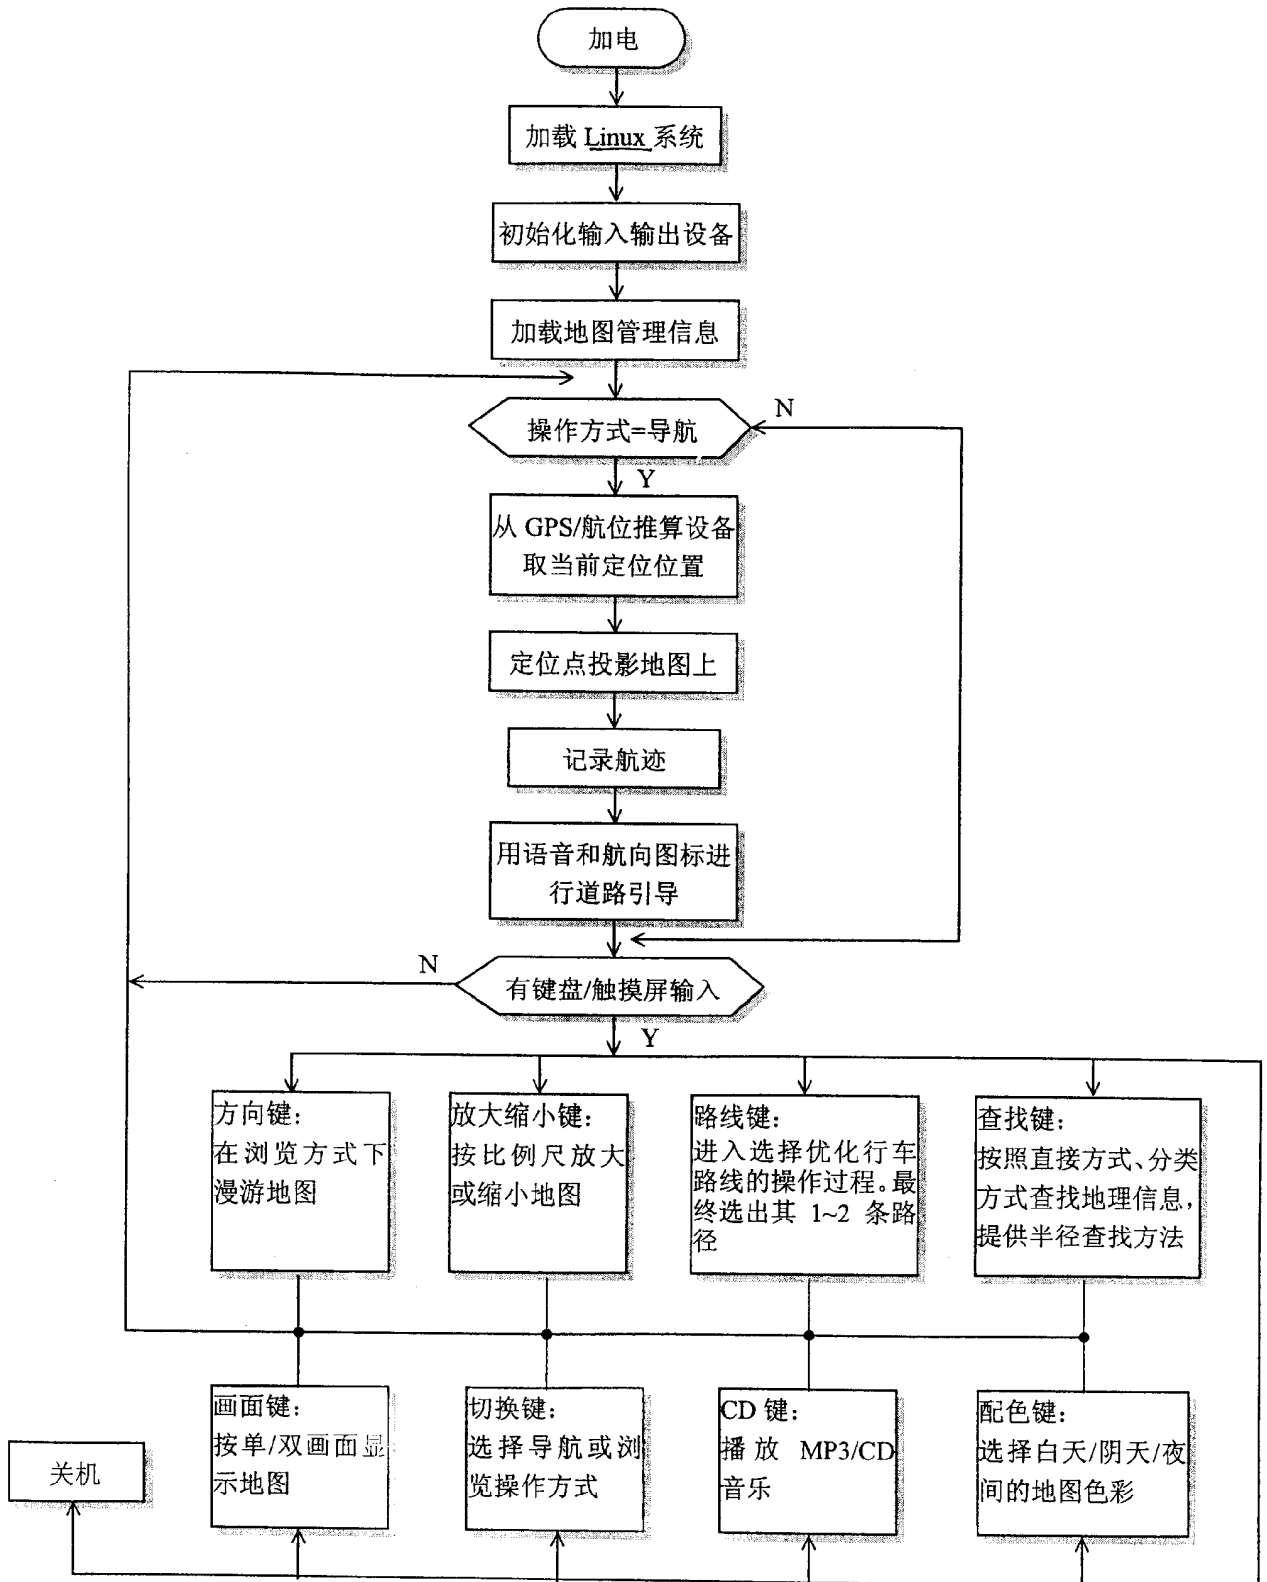 加电
加载 Linux 系统
初始化输入输出设备
加载地图管理信息
操作方式=导航
N
Y
从 GPS/航位推算设备
取当前定位位置
定位点投影地图上
记录航迹
用语音和航向图标进
行道路引导
N
有键盘/触摸屏输入
Y
方向键：
在浏览方式下
漫游地图
放大缩小键：
按比例尺放大
或缩小地图
路线键：
进入选择优化行车
路线的操作过程。最
终选出其 1~2 条路
径
查找键：
按照直接方式、分类
方式查找地理信息，
提供半径查找方法
画面键：
按单/双画面显
示地图
切换键：
选择导航或浏
览操作方式
CD 键：
播放 MP3/CD
音乐
配色键：
选择白天/阴天/夜
间的地图色彩
关机